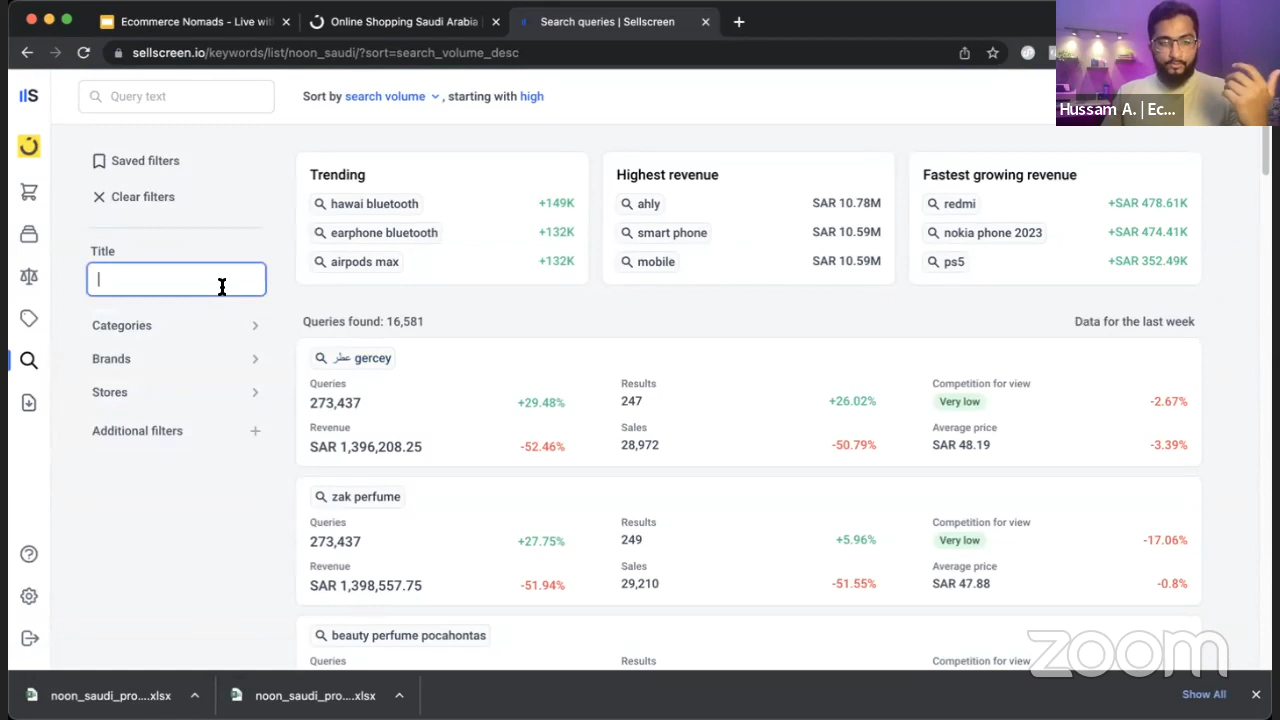 Ecommerce Nomads - Live wit
Online Shopping Saudi Arabia |
Search queries | Sellscreen
sellscreen.io/keywords/list/noon_saudi/?sort=search_volume_desc
Hussam A. | Ec...
IIS
Query text
Sort by search volume , starting with high
Saved filters
Clear filters
Title
Categories
Brands
Stores
Additional filters
Trending
hawai bluetooth +149K
earphone bluetooth +132K
airpods max +132K
Highest revenue
ahly SAR 10.78M
smart phone SAR 10.59M
mobile SAR 10.59M
Fastest growing revenue
redmi +SAR 478.61K
nokia phone 2023 +SAR 474.41K
ps5 +SAR 352.49K
Queries found: 16,581 Data for the last week
عطر gercey
Queries Results Competition for view
273,437 +29.48% 247 +26.02% Very low -2.67%
Revenue Sales Average price
SAR 1,396,208.25 -52.46% 28,972 -50.79% SAR 48.19 -3.39%
zak perfume
Queries Results Competition for view
273,437 +27.75% 249 +5.96% Very low -17.06%
Revenue Sales Average price
SAR 1,398,557.75 -51.94% 29,210 -51.55% SAR 47.88 -0.8%
beauty perfume pocahontas
Queries Results Competition for view
zoom
noon_saudi_pro....xlsx noon_saudi_pro....xlsx Show All